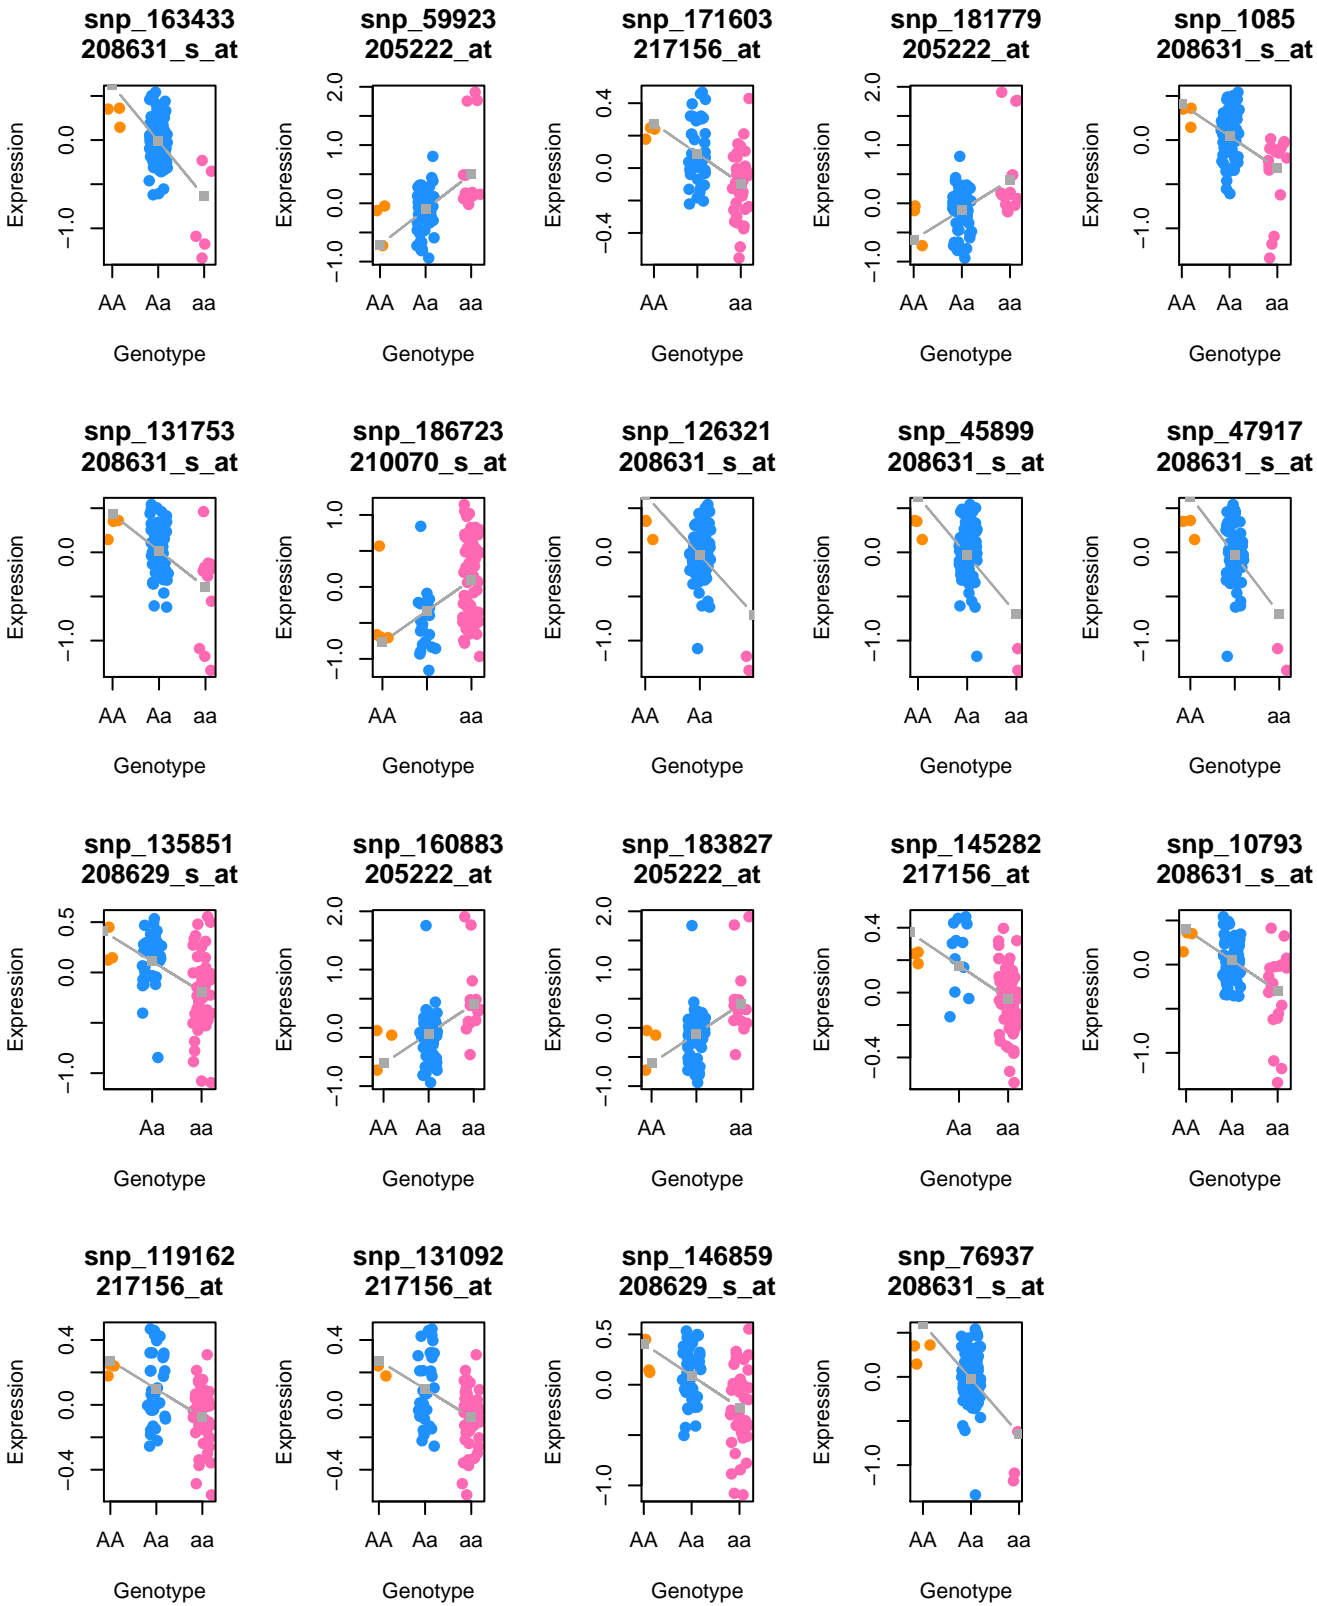 snp_163433
208631_s_at
Expression
0.0
−1.0
AA Aa aa
Genotype
snp_59923
205222_at
Expression
2.0
1.0
0.0
−1.0
AA Aa aa
Genotype
snp_171603
217156_at
Expression
0.4
0.0
−0.4
AA aa
Genotype
snp_181779
205222_at
Expression
2.0
1.0
0.0
−1.0
AA Aa aa
Genotype
snp_1085
208631_s_at
Expression
0.0
−1.0
AA Aa aa
Genotype
snp_131753
208631_s_at
Expression
0.0
−1.0
AA Aa aa
Genotype
snp_186723
210070_s_at
Expression
1.0
0.0
−1.0
AA aa
Genotype
snp_126321
208631_s_at
Expression
0.0
−1.0
AA Aa
Genotype
snp_45899
208631_s_at
Expression
0.0
−1.0
Aa aa
Genotype
snp_47917
208631_s_at
Expression
0.0
−1.0
AA aa
Genotype
snp_135851
208629_s_at
Expression
0.5
0.0
−1.0
Aa aa
Genotype
snp_160883
205222_at
Expression
2.0
1.0
0.0
−1.0
AA Aa aa
Genotype
snp_183827
205222_at
Expression
2.0
1.0
0.0
−1.0
AA aa
Genotype
snp_145282
217156_at
Expression
0.4
0.0
−0.4
Aa aa
Genotype
snp_10793
208631_s_at
Expression
0.0
−1.0
AA Aa aa
Genotype
snp_119162
217156_at
Expression
0.4
0.0
−0.4
AA Aa aa
Genotype
snp_131092
217156_at
Expression
0.4
0.0
−0.4
AA Aa aa
Genotype
snp_146859
208629_s_at
Expression
0.5
0.0
−1.0
AA Aa aa
Genotype
snp_76937
208631_s_at
Expression
0.0
−1.0
AA Aa aa
Genotype